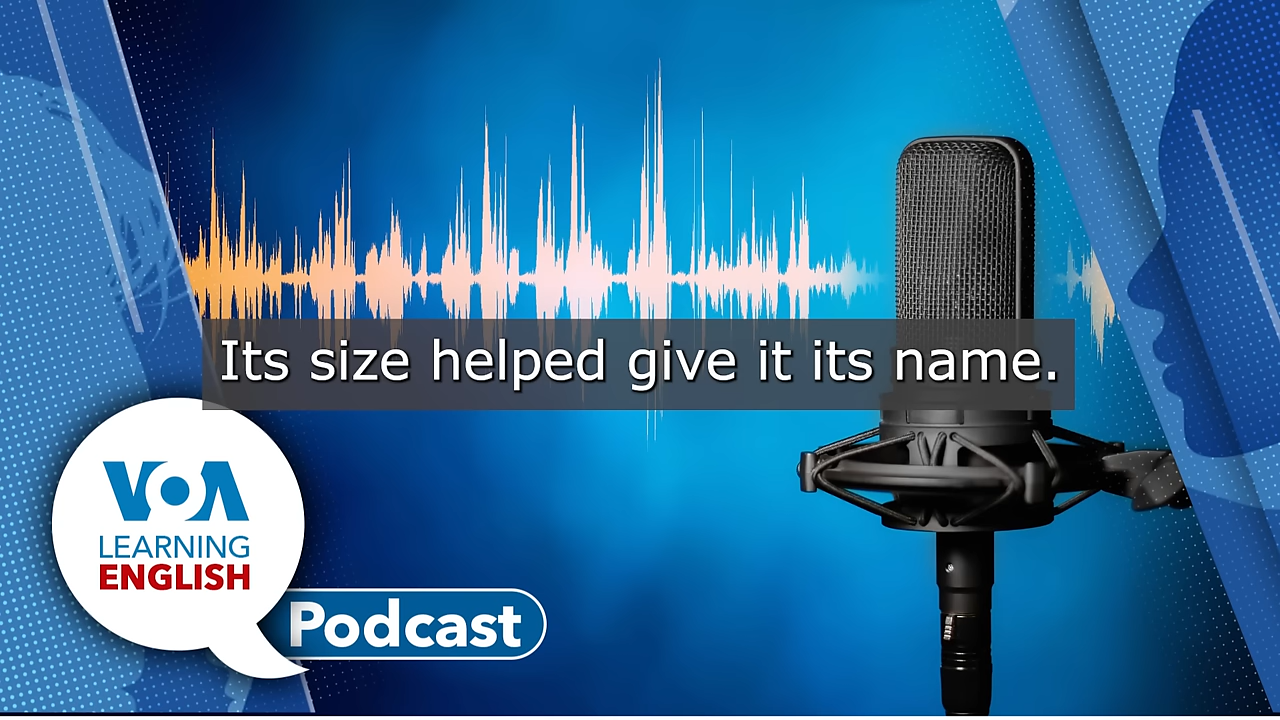 Its size helped give it its name.
VOA
LEARNING
ENGLISH
Podcast